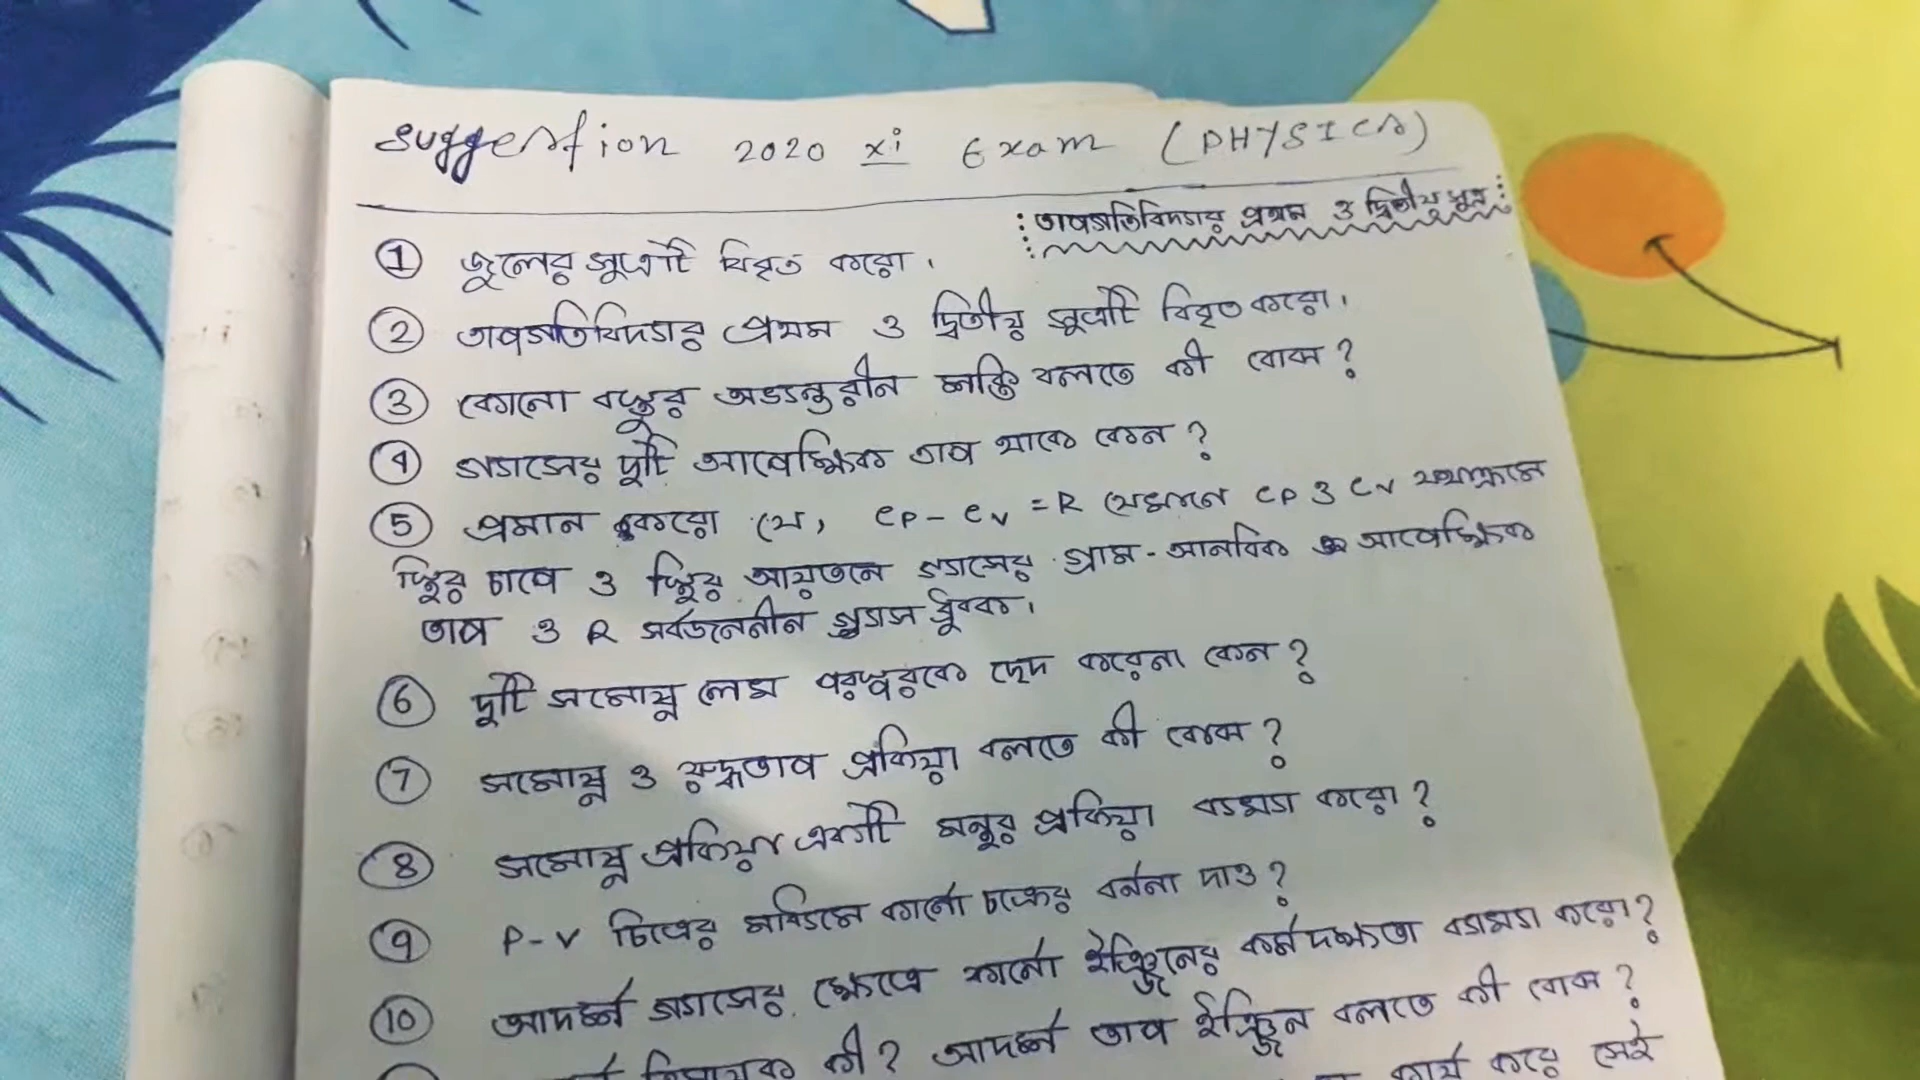 Suggestion 2020 xi Exam (PHYSICS)
তাপগতিবিদ্যার প্রথম ও দ্বিতীয় সূত্র
① জুলের সূত্রটি বিবৃত করো।
② তাপগতিবিদ্যার প্রথম ও দ্বিতীয় সূত্রটি বিবৃত করো।
③ কোনো বস্তুর অভ্যন্তরীন শক্তি বলতে কী বোঝ?
④ গ্যাসের দুটি আপেক্ষিক তাপ থাকে কেন?
⑤ প্রমান করো যে, CP - CV = R যেখানে CP ও CV যথাক্রমে
স্থির চাপে ও স্থির আয়তনে গ্যাসের গ্রাম-আনবিক আপেক্ষিক
তাপ ও R সর্বজনীন গ্যাস ধ্রুবক।
⑥ দুটি সমোষ্ণ লেখ পরস্পরকে ছেদ করেনা কেন?
⑦ সমোষ্ণ ও রুদ্ধতাপ প্রকিয়া বলতে কী বোঝ?
⑧ সমোষ্ণ প্রকিয়া একটি মন্থর প্রকিয়া ব্যাখ্যা করো?
⑨ P-V চিত্রের সাহায্যে কার্নো চক্রের বর্ননা দাও?
⑩ আদর্শ গ্যাসের ক্ষেত্রে কার্নো ইঞ্জিনের কর্মদক্ষতা ব্যাখ্যা করো?
কী? আদর্শ তাপ ইঞ্জিন বলতে কী বোঝ?
কার্য করে সেই